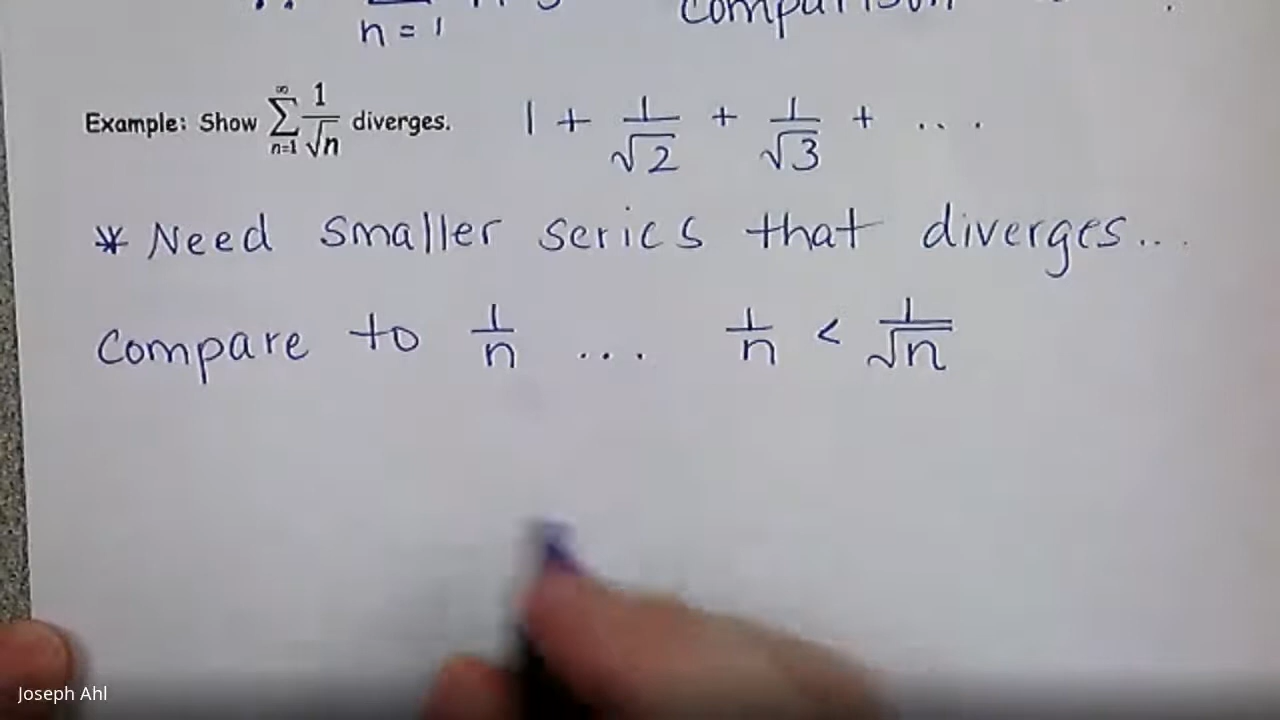 n = 1 Comparison
Example: Show ∑_{n=1}^{∞} 1/√n diverges. 1 + 1/√2 + 1/√3 + ...
* Need smaller series that diverges...
Compare to 1/n ... 1/n < 1/√n
Joseph Ahl